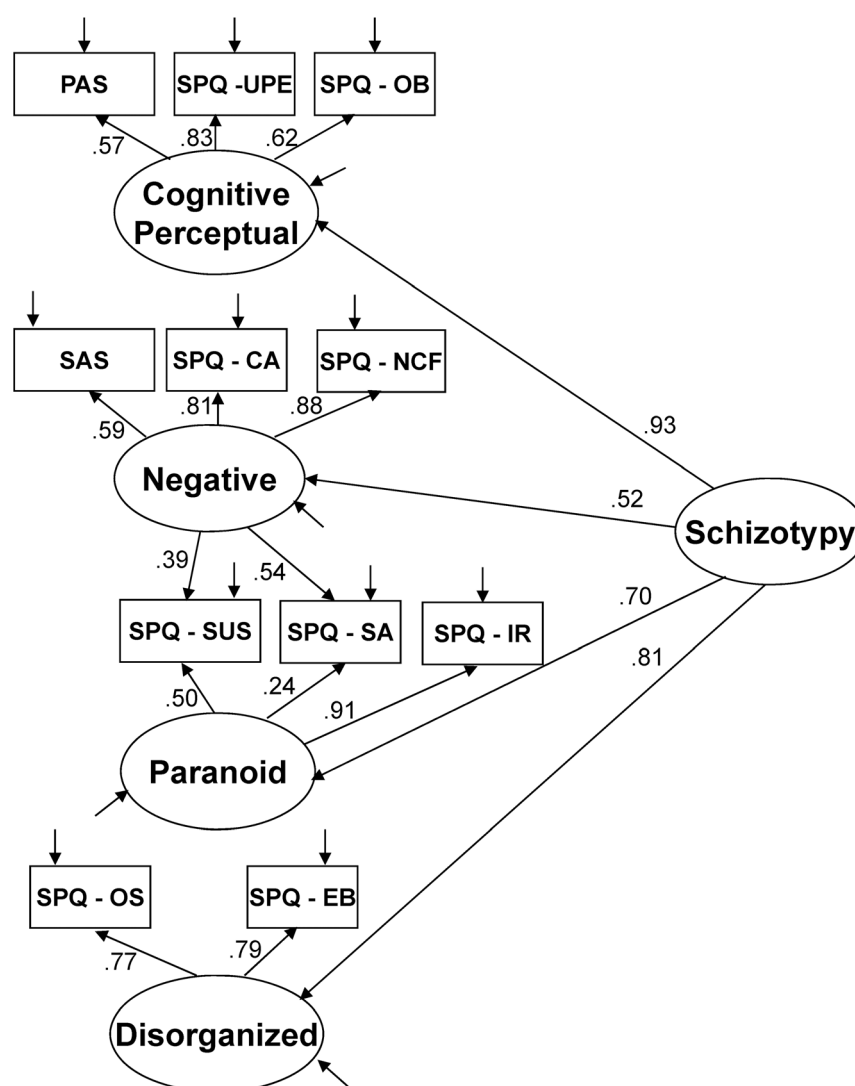 PAS
SPQ -UPE
SPQ - OB
.57
.83
.62
Cognitive
Perceptual
SAS
SPQ - CA
SPQ - NCF
.59
.81
.88
.93
Negative
.52
Schizotypy
.39
.54
.70
SPQ - SUS
SPQ - SA
SPQ - IR
.81
.50
.24
.91
Paranoid
SPQ - OS
SPQ - EB
.77
.79
Disorganized